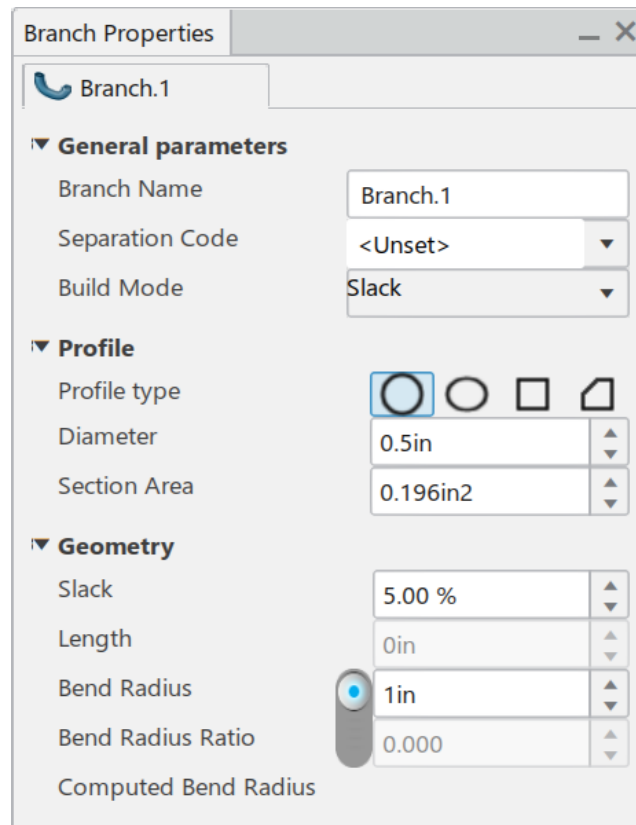 Branch Properties
Branch.1
General parameters
Branch Name Branch.1
Separation Code <Unset>
Build Mode Slack
Profile
Profile type
Diameter 0.5in
Section Area 0.196in2
Geometry
Slack 5.00 %
Length 0in
Bend Radius 1in
Bend Radius Ratio 0.000
Computed Bend Radius